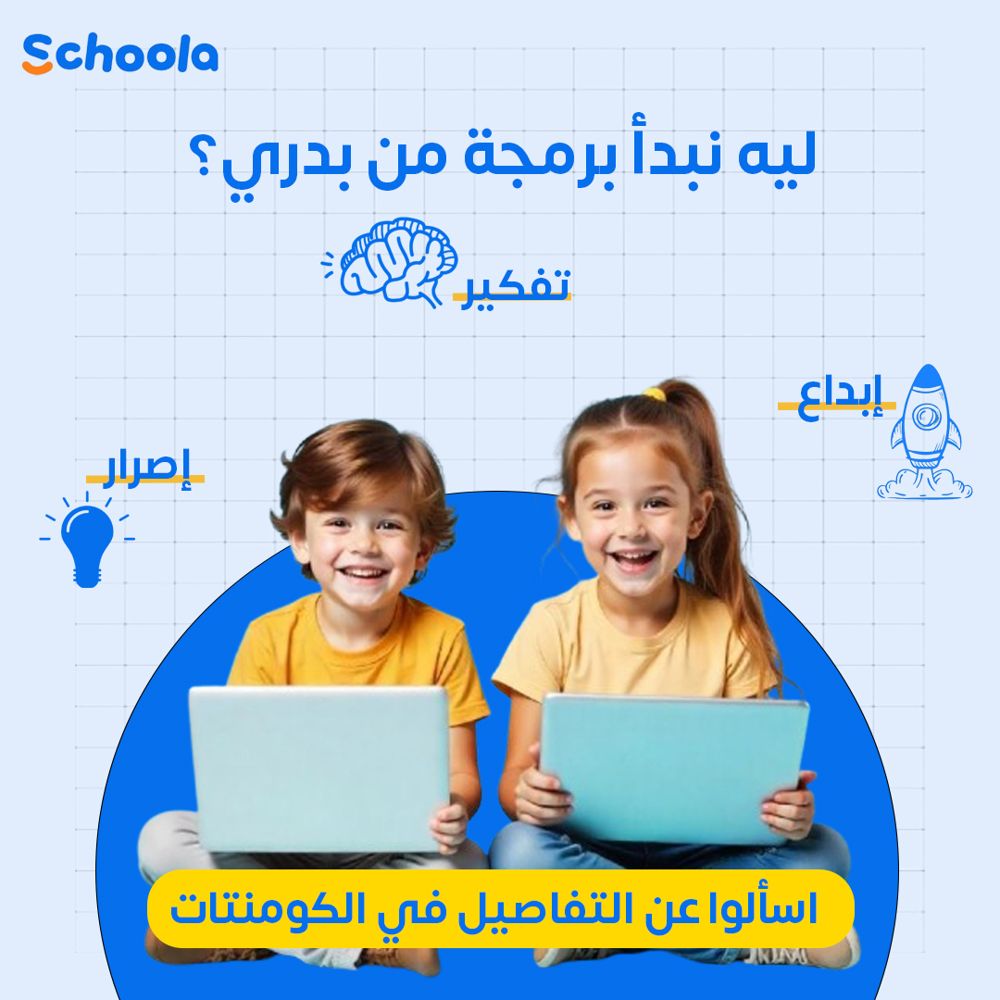 Schoola
ليه نبدأ برمجة من بدري؟
تفكير
إبداع
إصرار
اسألوا عن التفاصيل في الكومنتات